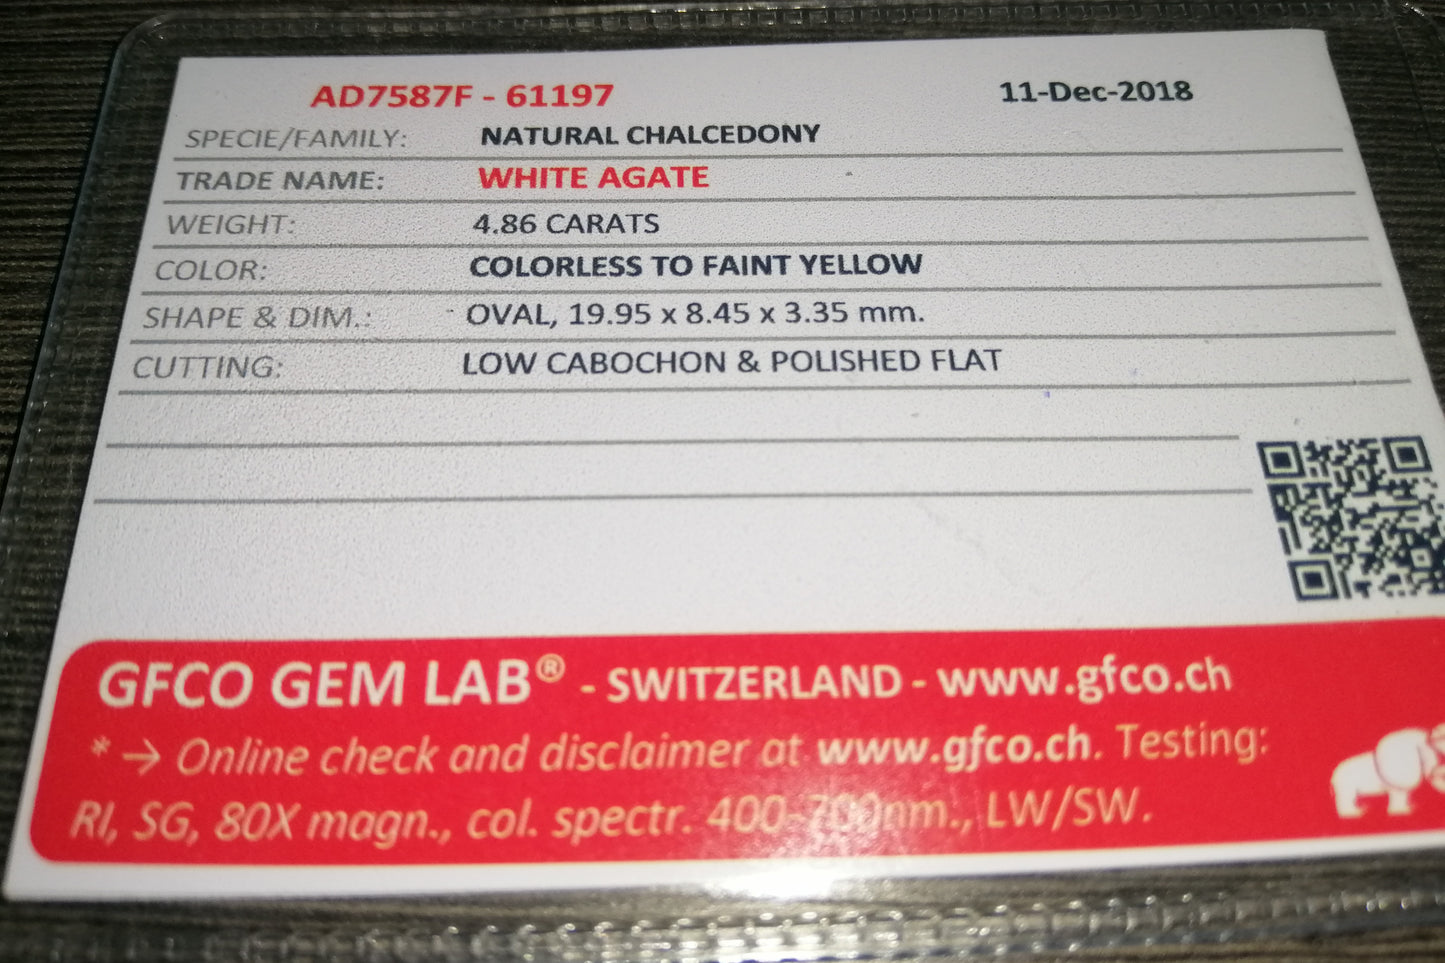 AD7587F - 61197 11-Dec-2018
SPECIE/FAMILY: NATURAL CHALCEDONY
TRADE NAME: WHITE AGATE
WEIGHT: 4.86 CARATS
COLOR: COLORLESS TO FAINT YELLOW
SHAPE & DIM.: OVAL, 19.95 x 8.45 x 3.35 mm.
CUTTING: LOW CABOCHON & POLISHED FLAT
GFCO GEM LAB® - SWITZERLAND - www.gfco.ch
* → Online check and disclaimer at www.gfco.ch. Testing:
RI, SG, 80X magn., col. spectr. 400-700nm., LW/SW.